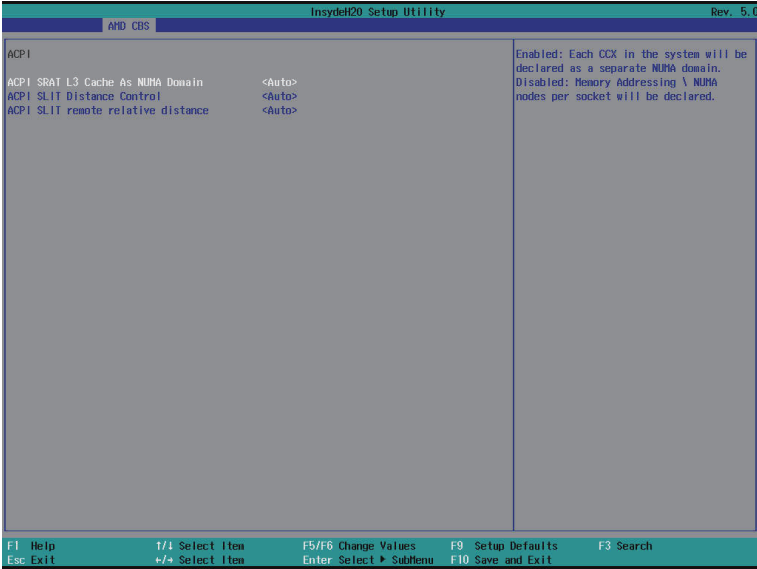 InsydeH20 Setup Utility Rev. 5.0
AMD CBS
ACPI
ACPI SRAT L3 Cache As NUMA Domain <Auto>
ACPI SLIT Distance Control <Auto>
ACPI SLIT remote relative distance <Auto>
Enabled: Each CCX in the system will be
declared as a separate NUMA domain.
Disabled: Memory Addressing \ NUMA
nodes per socket will be declared.
F1 Help ↑/↓ Select Item F5/F6 Change Values F9 Setup Defaults F3 Search
Esc Exit ←/→ Select Item Enter Select ▶ SubMenu F10 Save and Exit